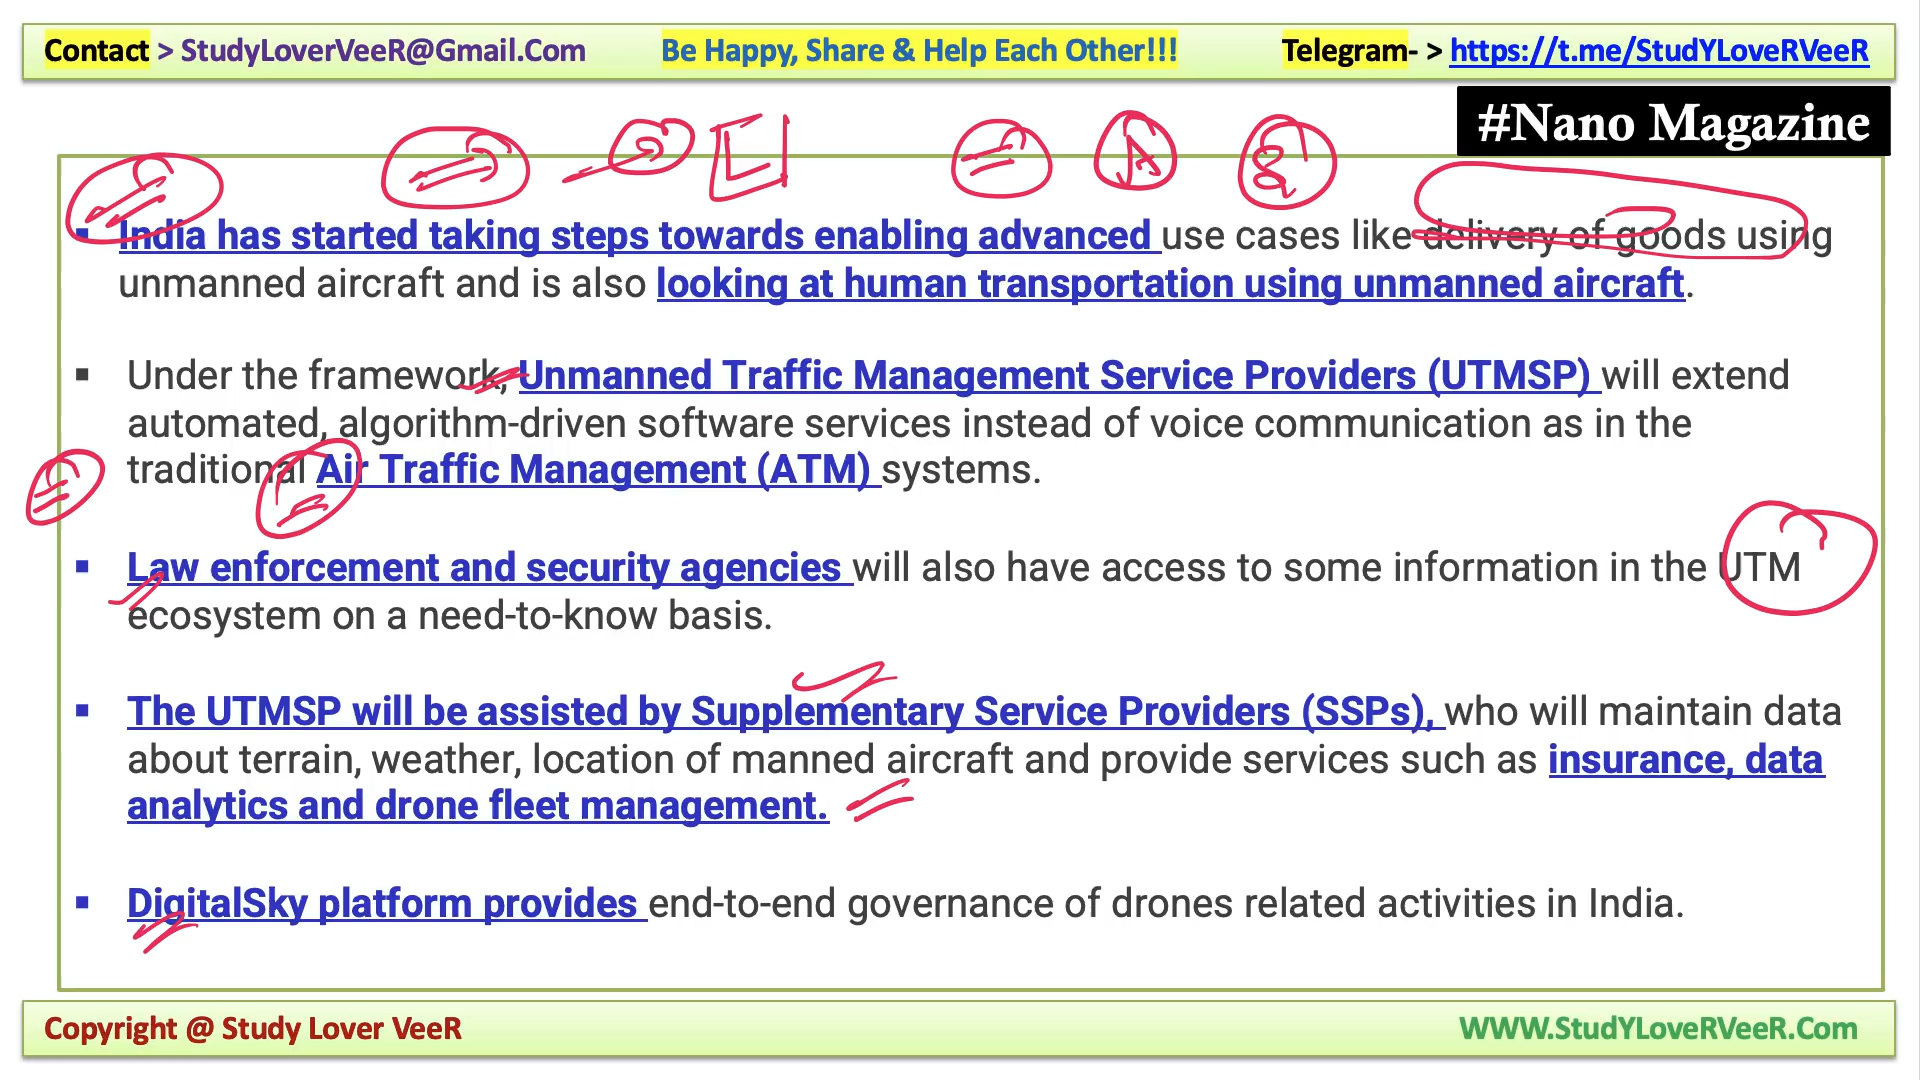 Contact > StudyLoverVeeR@Gmail.Com Be Happy, Share & Help Each Other!!! Telegram- > https://t.me/StudYLoveRVeeR
#Nano Magazine
India has started taking steps towards enabling advanced use cases like delivery of goods using
unmanned aircraft and is also looking at human transportation using unmanned aircraft.
Under the framework, Unmanned Traffic Management Service Providers (UTMSP) will extend
automated, algorithm-driven software services instead of voice communication as in the
traditional Air Traffic Management (ATM) systems.
Law enforcement and security agencies will also have access to some information in the UTM
ecosystem on a need-to-know basis.
The UTMSP will be assisted by Supplementary Service Providers (SSPs), who will maintain data
about terrain, weather, location of manned aircraft and provide services such as insurance, data
analytics and drone fleet management.
DigitalSky platform provides end-to-end governance of drones related activities in India.
Copyright @ Study Lover VeeR WWW.StudYLoveRVeeR.Com